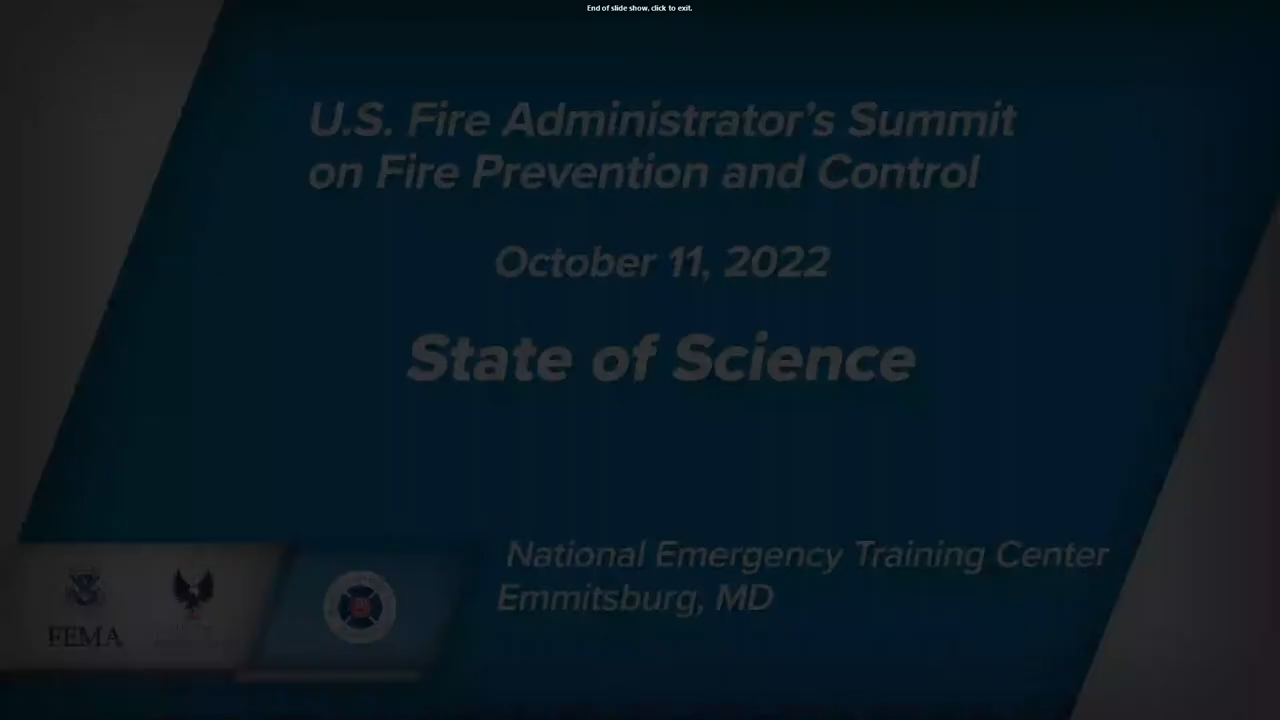 End of slide show, click to exit.
U.S. Fire Administrator's Summit
on Fire Prevention and Control
October 11, 2022
State of Science
National Emergency Training Center
Emmitsburg, MD
FEMA